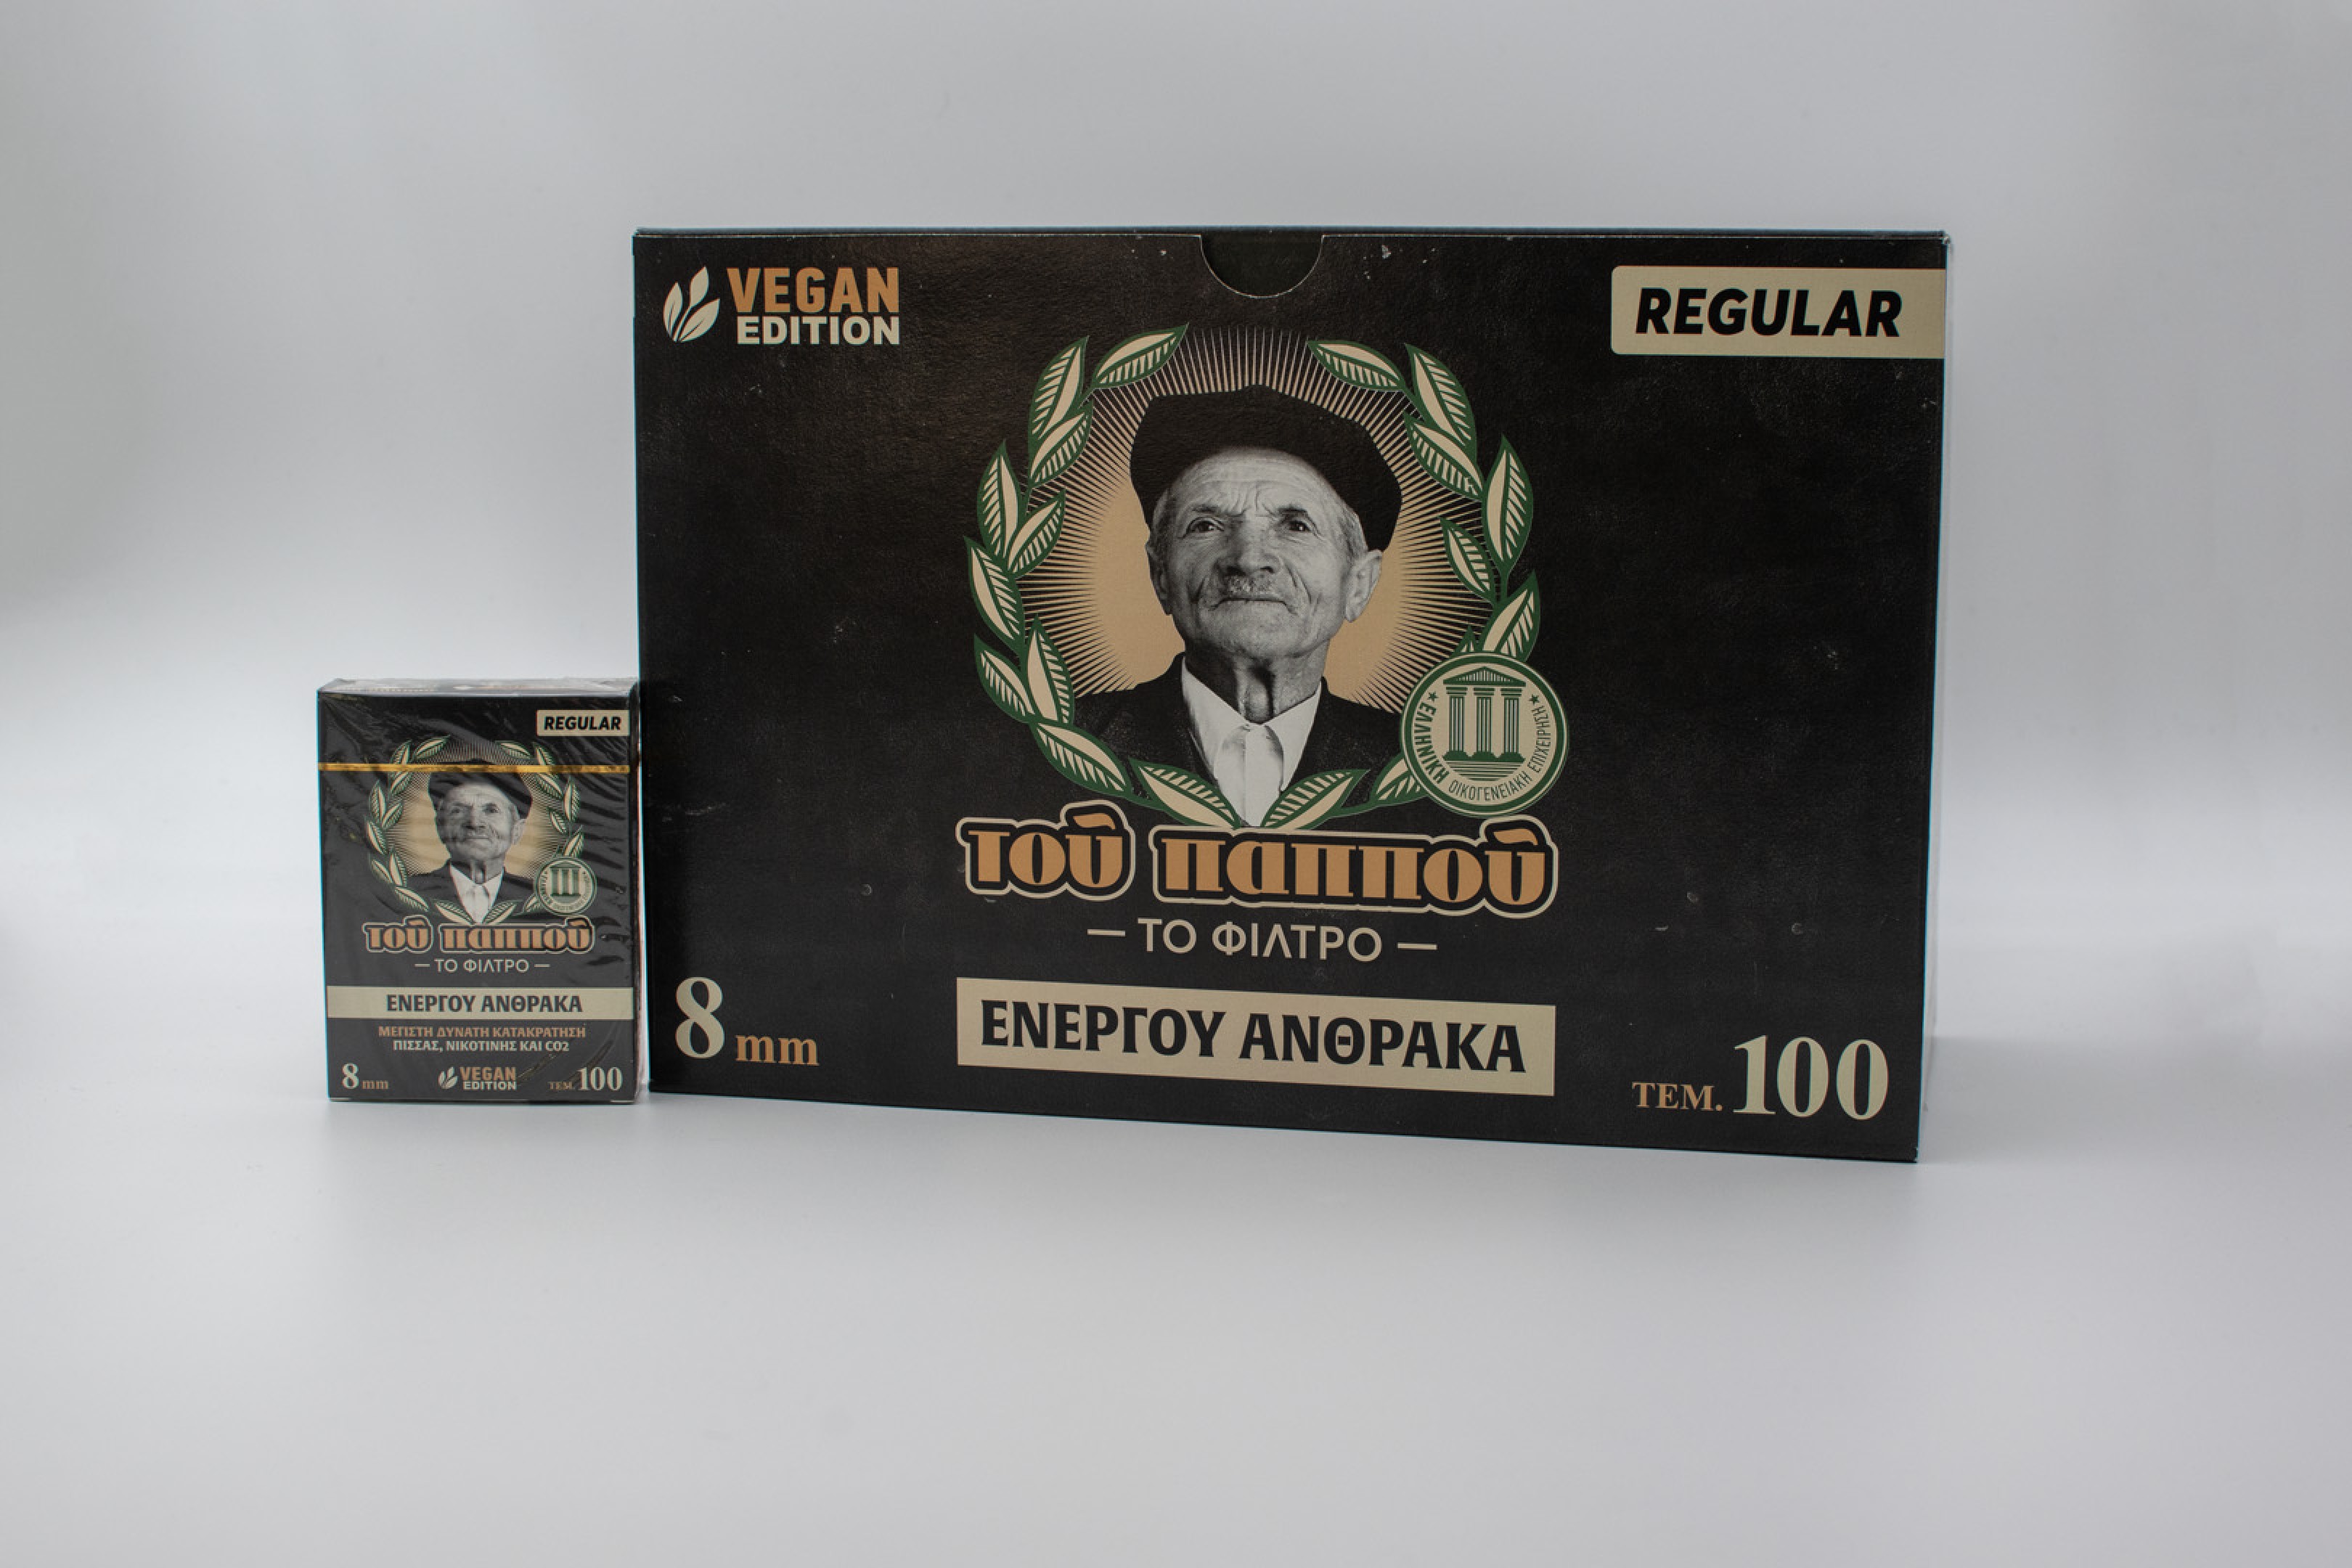 REGULAR
τοῦ παπποῦ
— ΤΟ ΦΙΛΤΡΟ —
ΕΝΕΡΓΟΥ ΑΝΘΡΑΚΑ
ΜΕΓΙΣΤΗ ΔΥΝΑΤΗ ΚΑΤΑΚΡΑΤΗΣΗ
ΠΙΣΣΑΣ, ΝΙΚΟΤΙΝΗΣ ΚΑΙ CO2
8 mm
VEGAN
EDITION
ΤΕΜ. 100
VEGAN
EDITION
REGULAR
ΕΛΛΗΝΙΚΗ ΟΙΚΟΓΕΝΕΙΑΚΗ ΕΠΙΧΕΙΡΗΣΗ
τοῦ παπποῦ
— ΤΟ ΦΙΛΤΡΟ —
ΕΝΕΡΓΟΥ ΑΝΘΡΑΚΑ
8 mm
ΤΕΜ. 100